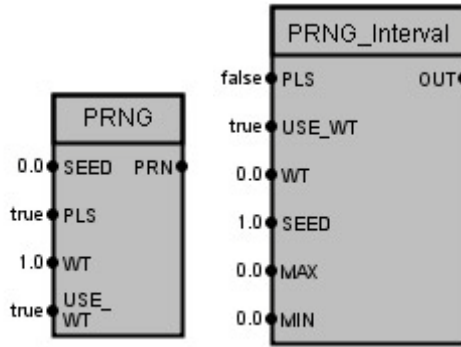 PRNG
0.0 SEED PRN
true PLS
1.0 WT
true USE_
WT
PRNG_Interval
false PLS OUT
true USE_WT
0.0 WT
1.0 SEED
0.0 MAX
0.0 MIN